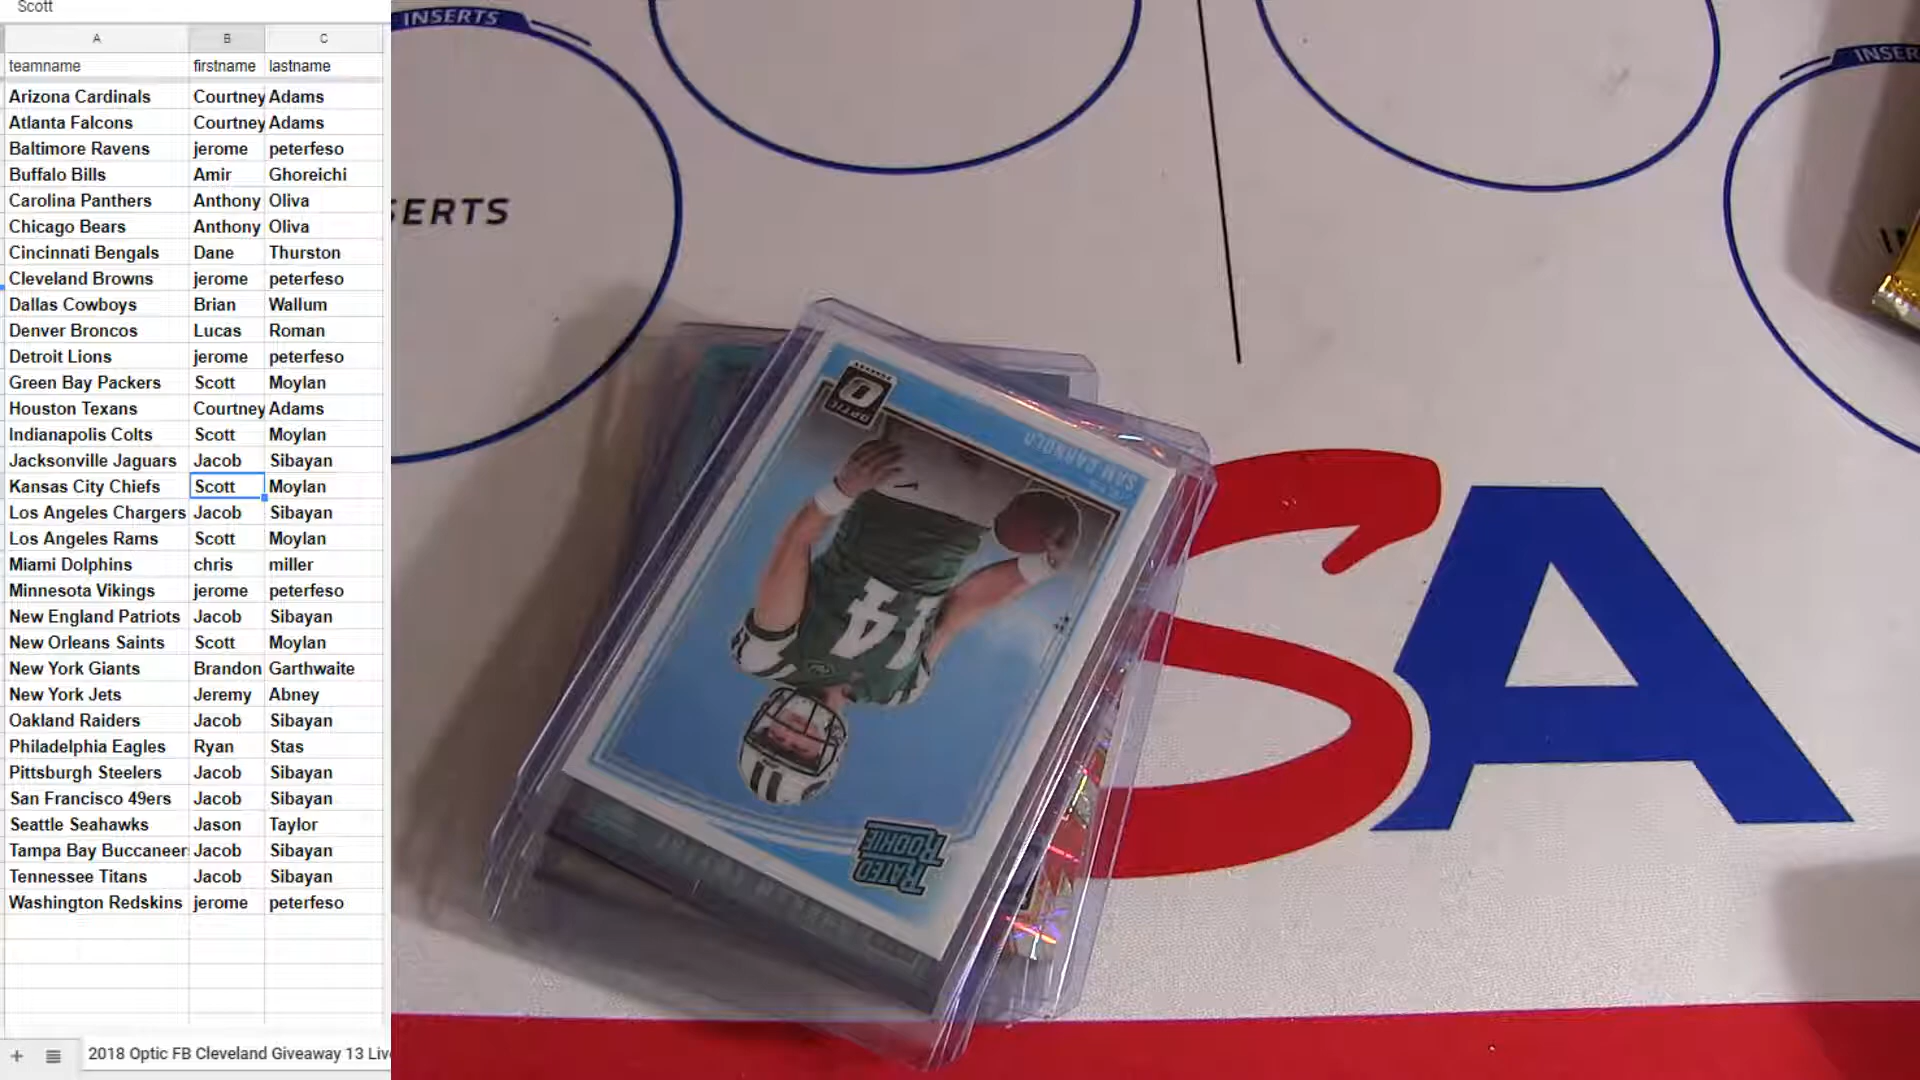 Scott
A B C
teamname firstname lastname
Arizona Cardinals Courtney Adams
Atlanta Falcons Courtney Adams
Baltimore Ravens jerome peterfeso
Buffalo Bills Amir Ghoreichi
Carolina Panthers Anthony Oliva
Chicago Bears Anthony Oliva
Cincinnati Bengals Dane Thurston
Cleveland Browns jerome peterfeso
Dallas Cowboys Brian Wallum
Denver Broncos Lucas Roman
Detroit Lions jerome peterfeso
Green Bay Packers Scott Moylan
Houston Texans Courtney Adams
Indianapolis Colts Scott Moylan
Jacksonville Jaguars Jacob Sibayan
Kansas City Chiefs Scott Moylan
Los Angeles Chargers Jacob Sibayan
Los Angeles Rams Scott Moylan
Miami Dolphins chris miller
Minnesota Vikings jerome peterfeso
New England Patriots Jacob Sibayan
New Orleans Saints Scott Moylan
New York Giants Brandon Garthwaite
New York Jets Jeremy Abney
Oakland Raiders Jacob Sibayan
Philadelphia Eagles Ryan Stas
Pittsburgh Steelers Jacob Sibayan
San Francisco 49ers Jacob Sibayan
Seattle Seahawks Jason Taylor
Tampa Bay Buccaneer Jacob Sibayan
Tennessee Titans Jacob Sibayan
Washington Redskins jerome peterfeso
2018 Optic FB Cleveland Giveaway 13 Liv
INSERTS
SERTS
INSER
OPTIC
SAM DARNOLD
14
RATED
ROOKIE
SA